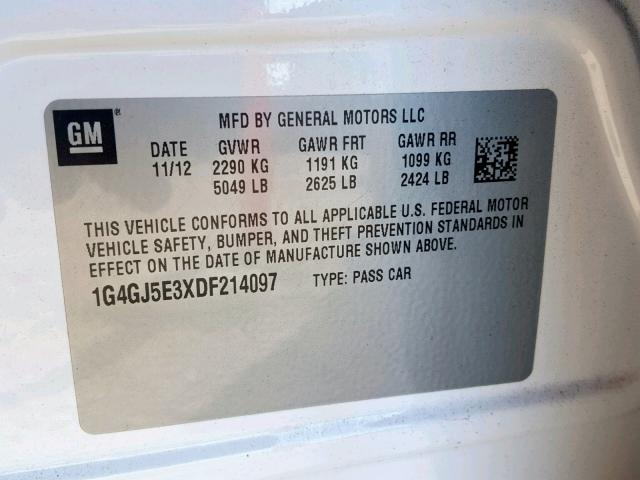 GM®
MFD BY GENERAL MOTORS LLC
DATE GVWR GAWR FRT GAWR RR
11/12 2290 KG 1191 KG 1099 KG
5049 LB 2625 LB 2424 LB
THIS VEHICLE CONFORMS TO ALL APPLICABLE U.S. FEDERAL MOTOR
VEHICLE SAFETY, BUMPER, AND THEFT PREVENTION STANDARDS IN
EFFECT ON THE DATE OF MANUFACTURE SHOWN ABOVE.
1G4GJ5E3XDF214097 TYPE: PASS CAR